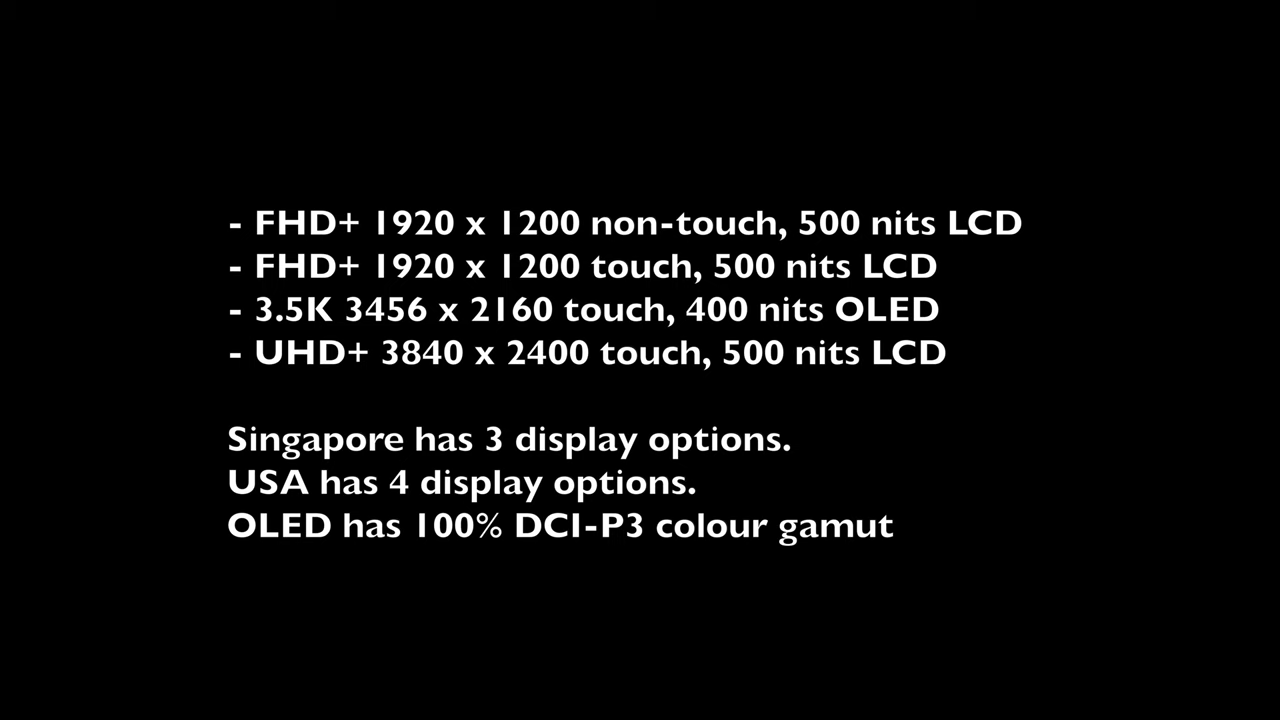 - FHD+ 1920 x 1200 non-touch, 500 nits LCD
- FHD+ 1920 x 1200 touch, 500 nits LCD
- 3.5K 3456 x 2160 touch, 400 nits OLED
- UHD+ 3840 x 2400 touch, 500 nits LCD
Singapore has 3 display options.
USA has 4 display options.
OLED has 100% DCI-P3 colour gamut